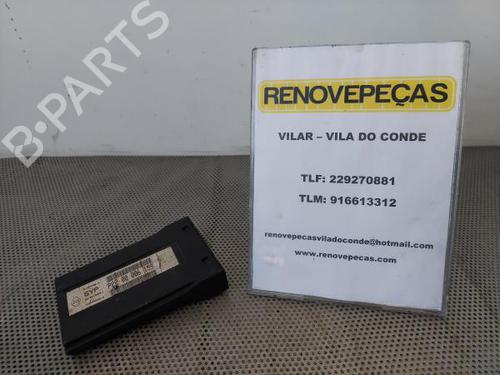 B-PARTS
RENOVEPEÇAS
VILAR – VILA DO CONDE
TLF: 229270881
TLM: 916613312
renovepecasviladoconde@hotmail.com
www.renovepecas.com